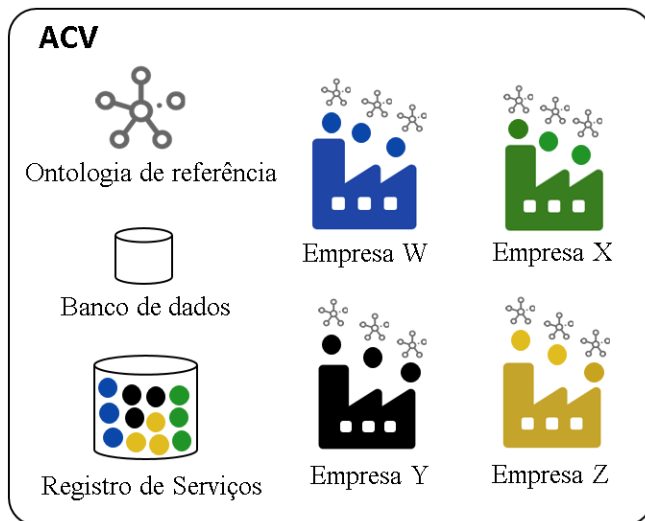 ACV
Ontologia de referência
Banco de dados
Registro de Serviços
Empresa W
Empresa X
Empresa Y
Empresa Z